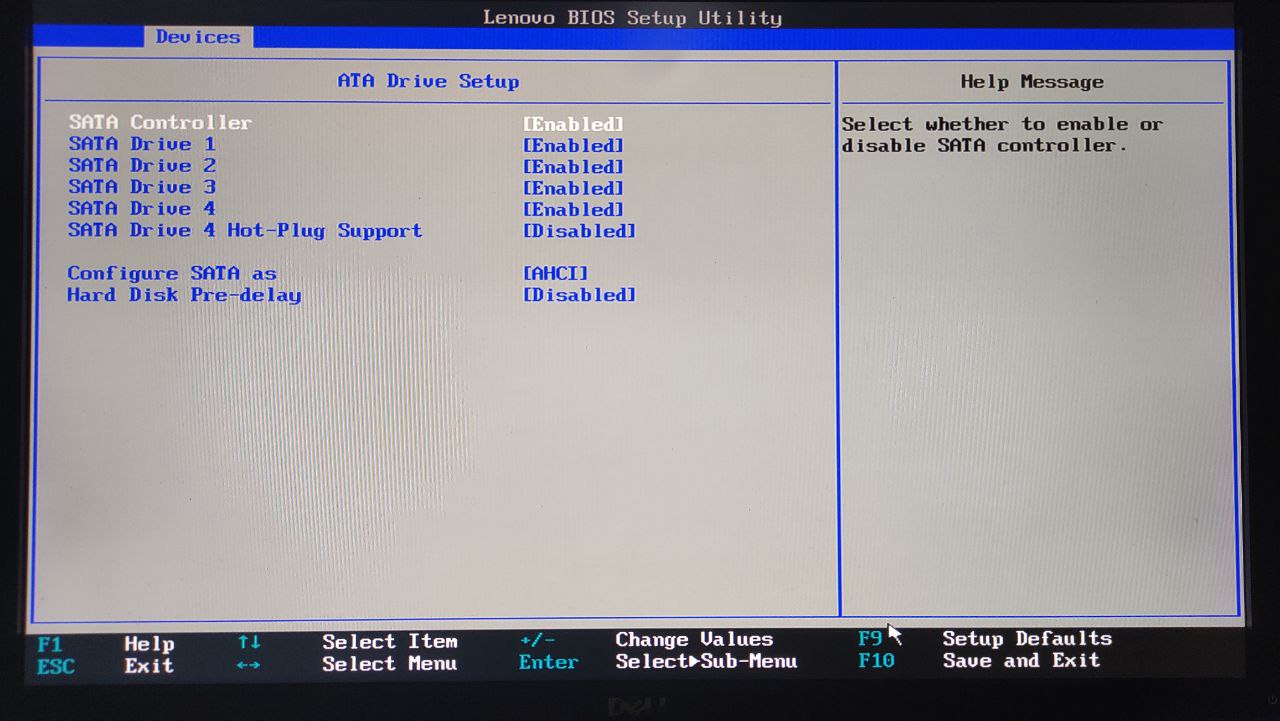 Lenovo BIOS Setup Utility
Devices
ATA Drive Setup
SATA Controller [Enabled]
SATA Drive 1 [Enabled]
SATA Drive 2 [Enabled]
SATA Drive 3 [Enabled]
SATA Drive 4 [Enabled]
SATA Drive 4 Hot-Plug Support [Disabled]
Configure SATA as [AHCI]
Hard Disk Pre-delay [Disabled]
Help Message
Select whether to enable or
disable SATA controller.
F1 Help ↑↓ Select Item +/- Change Values F9 Setup Defaults
ESC Exit ↔ Select Menu Enter Select▶Sub-Menu F10 Save and Exit
DELL